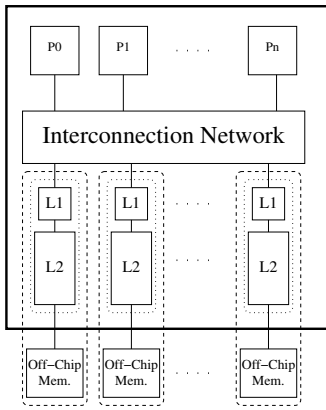 P0 P1 . . . . Pn
Interconnection Network
L1 L1 . . . . L1
L2 L2 . . . . L2
Off-Chip Off-Chip . . . . Off-Chip
Mem. Mem. Mem.